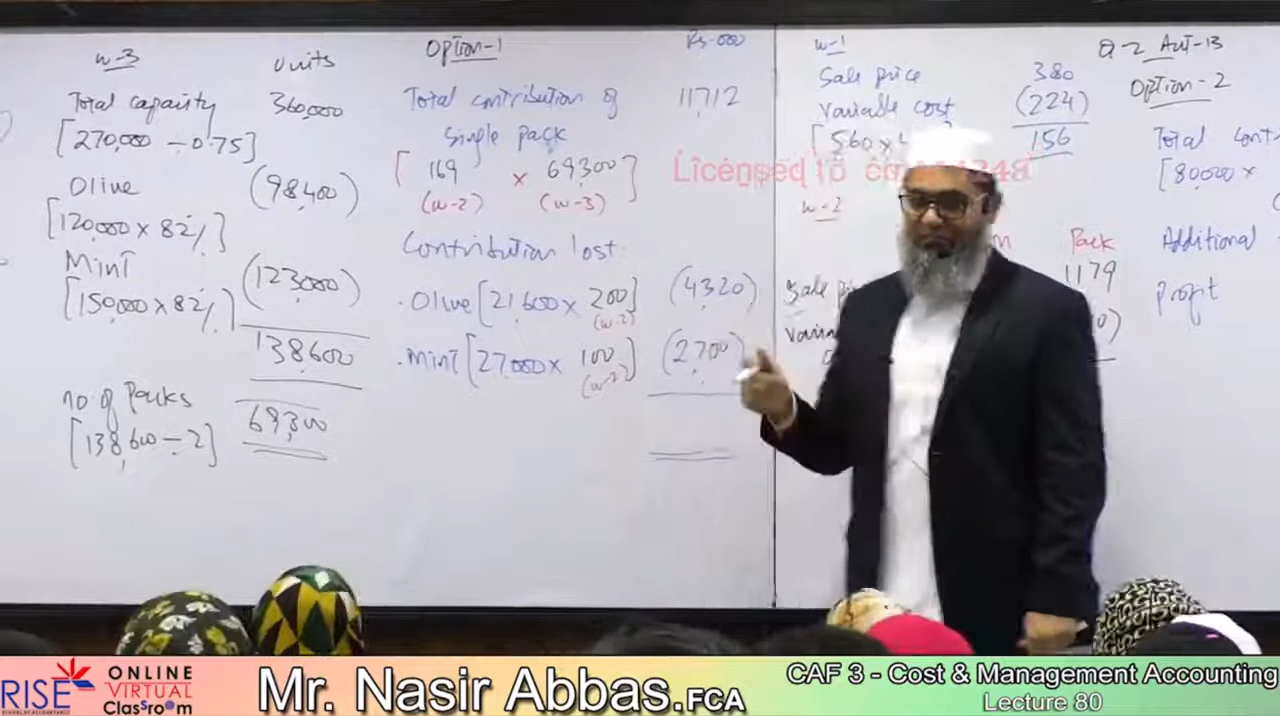 w-3
Units
Total capacity 360,000
[270,000 ÷ 0.75]
Olive (98,400)
[120,000 x 82%]
Mint (123,000)
[150,000 x 82%]
138,600
no of Packs 69,300
[138,600 ÷ 2]
Option-1
Rs-000
Total contribution of 11,712
Single pack
[169 x 69,300]
(w-2) (w-3)
Contribution lost
. Olive [21,600 x 200] (4,320)
(w-2)
. Mint [27,000 x 100] (2,700)
(w-2)
w-1
Sale price 380
Variable cost (224)
[560 x 156
w-2
Pack
Sale 1179
Q-2 Aut-13
Option-2
Total
[80,000 x
Additional
Profit
Licensed to
RISE
SCHOOL OF ACCOUNTANCY
ONLINE
VIRTUAL
Classroom
Mr. Nasir Abbas.FCA
CAF 3 - Cost & Management Accounting
Lecture 80